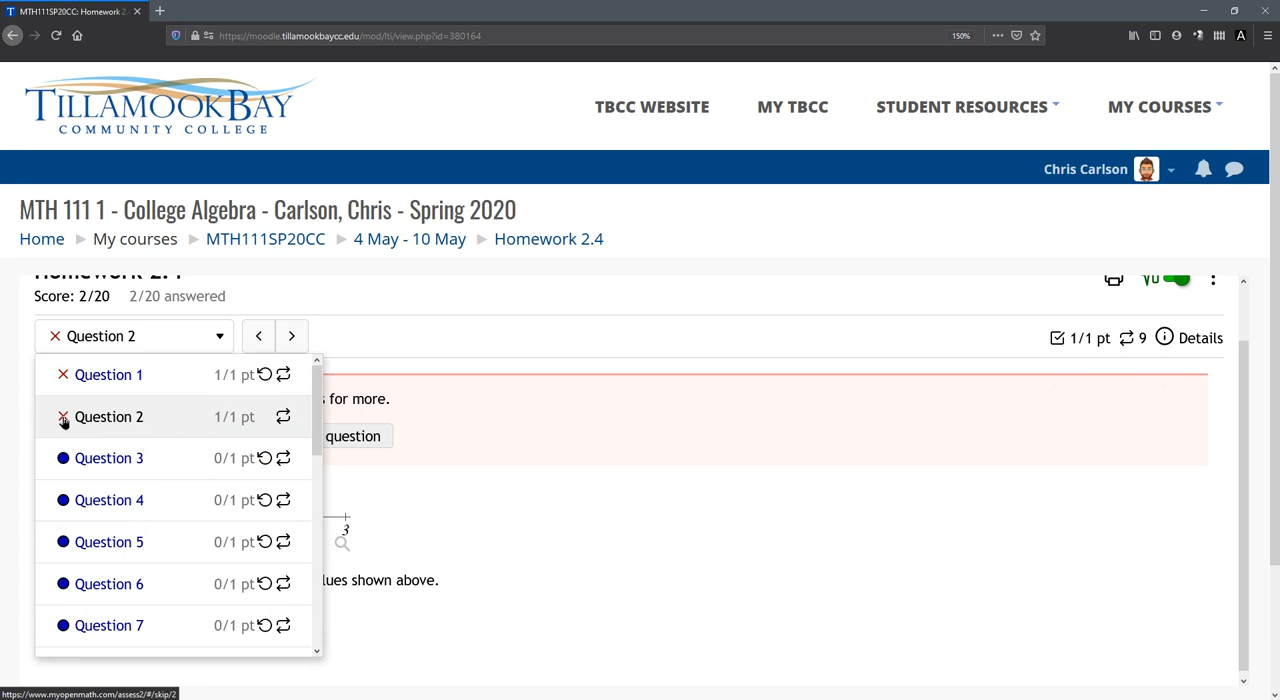 MTH111SP20CC: Homework 2.
https://moodle.tillamookbaycc.edu/mod/lti/view.php?id=380164
150%
TILLAMOOK BAY
COMMUNITY COLLEGE
TBCC WEBSITE
MY TBCC
STUDENT RESOURCES
MY COURSES
Chris Carlson
MTH 111 1 - College Algebra - Carlson, Chris - Spring 2020
Home
My courses
MTH111SP20CC
4 May - 10 May
Homework 2.4
Homework 2.4
Score: 2/20 2/20 answered
√0
Question 2
1/1 pt 9 Details
Question 1 1/1 pt
for more.
Question 2 1/1 pt
question
Question 3 0/1 pt
Question 4 0/1 pt
3
Question 5 0/1 pt
Question 6 0/1 pt
lues shown above.
Question 7 0/1 pt
https://www.myopenmath.com/assess2/#/skip/2